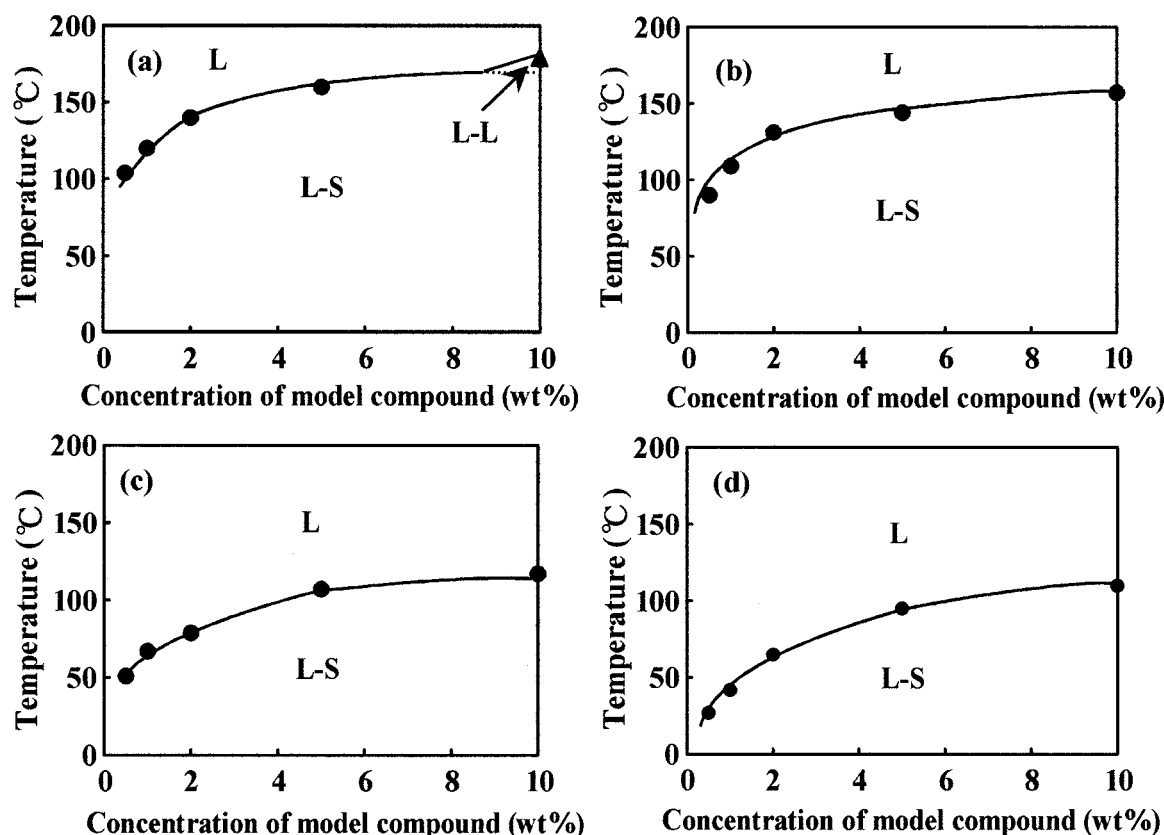 200
(a)
L
150
L-L
100
L-S
50
0
0 2 4 6 8 10
Temperature (℃)
Concentration of model compound (wt%)
200
(b)
L
150
100
L-S
50
0
0 2 4 6 8 10
Temperature (℃)
Concentration of model compound (wt%)
200
(c)
L
150
100
L-S
50
0
0 2 4 6 8 10
Temperature (℃)
Concentration of model compound (wt%)
200
(d)
L
150
100
L-S
50
0
0 2 4 6 8 10
Temperature (℃)
Concentration of model compound (wt%)